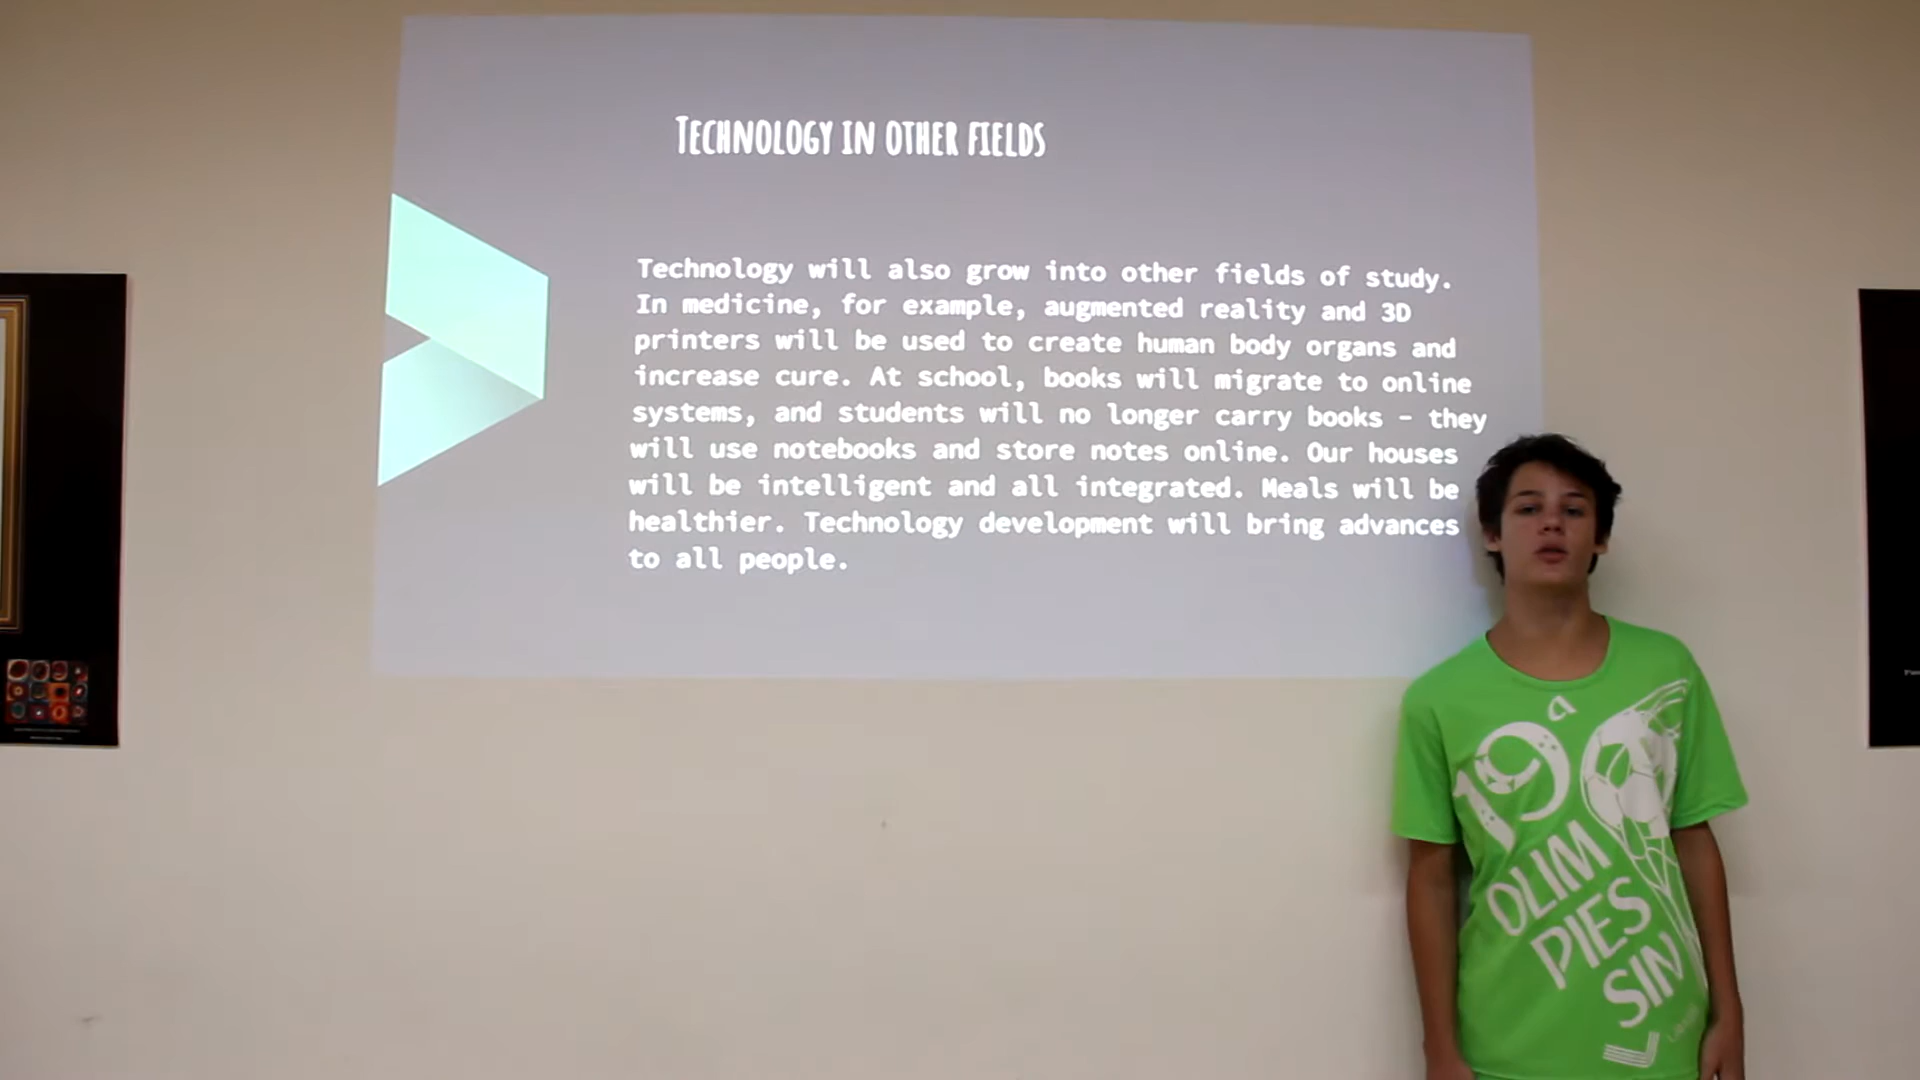 Technology in other fields
Technology will also grow into other fields of study.
In medicine, for example, augmented reality and 3D
printers will be used to create human body organs and
increase cure. At school, books will migrate to online
systems, and students will no longer carry books – they
will use notebooks and store notes online. Our houses
will be intelligent and all integrated. Meals will be
healthier. Technology development will bring advances
to all people.
a
19
OLIM
PIES
SIN